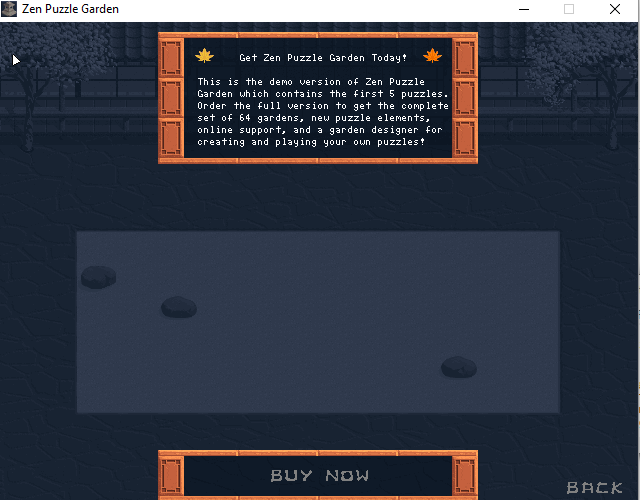 Zen Puzzle Garden
Get Zen Puzzle Garden Today!
This is the demo version of Zen Puzzle
Garden which contains the first 5 puzzles.
Order the full version to get the complete
set of 64 gardens, new puzzle elements,
online support, and a garden designer for
creating and playing your own puzzles!
BUY NOW
BACK